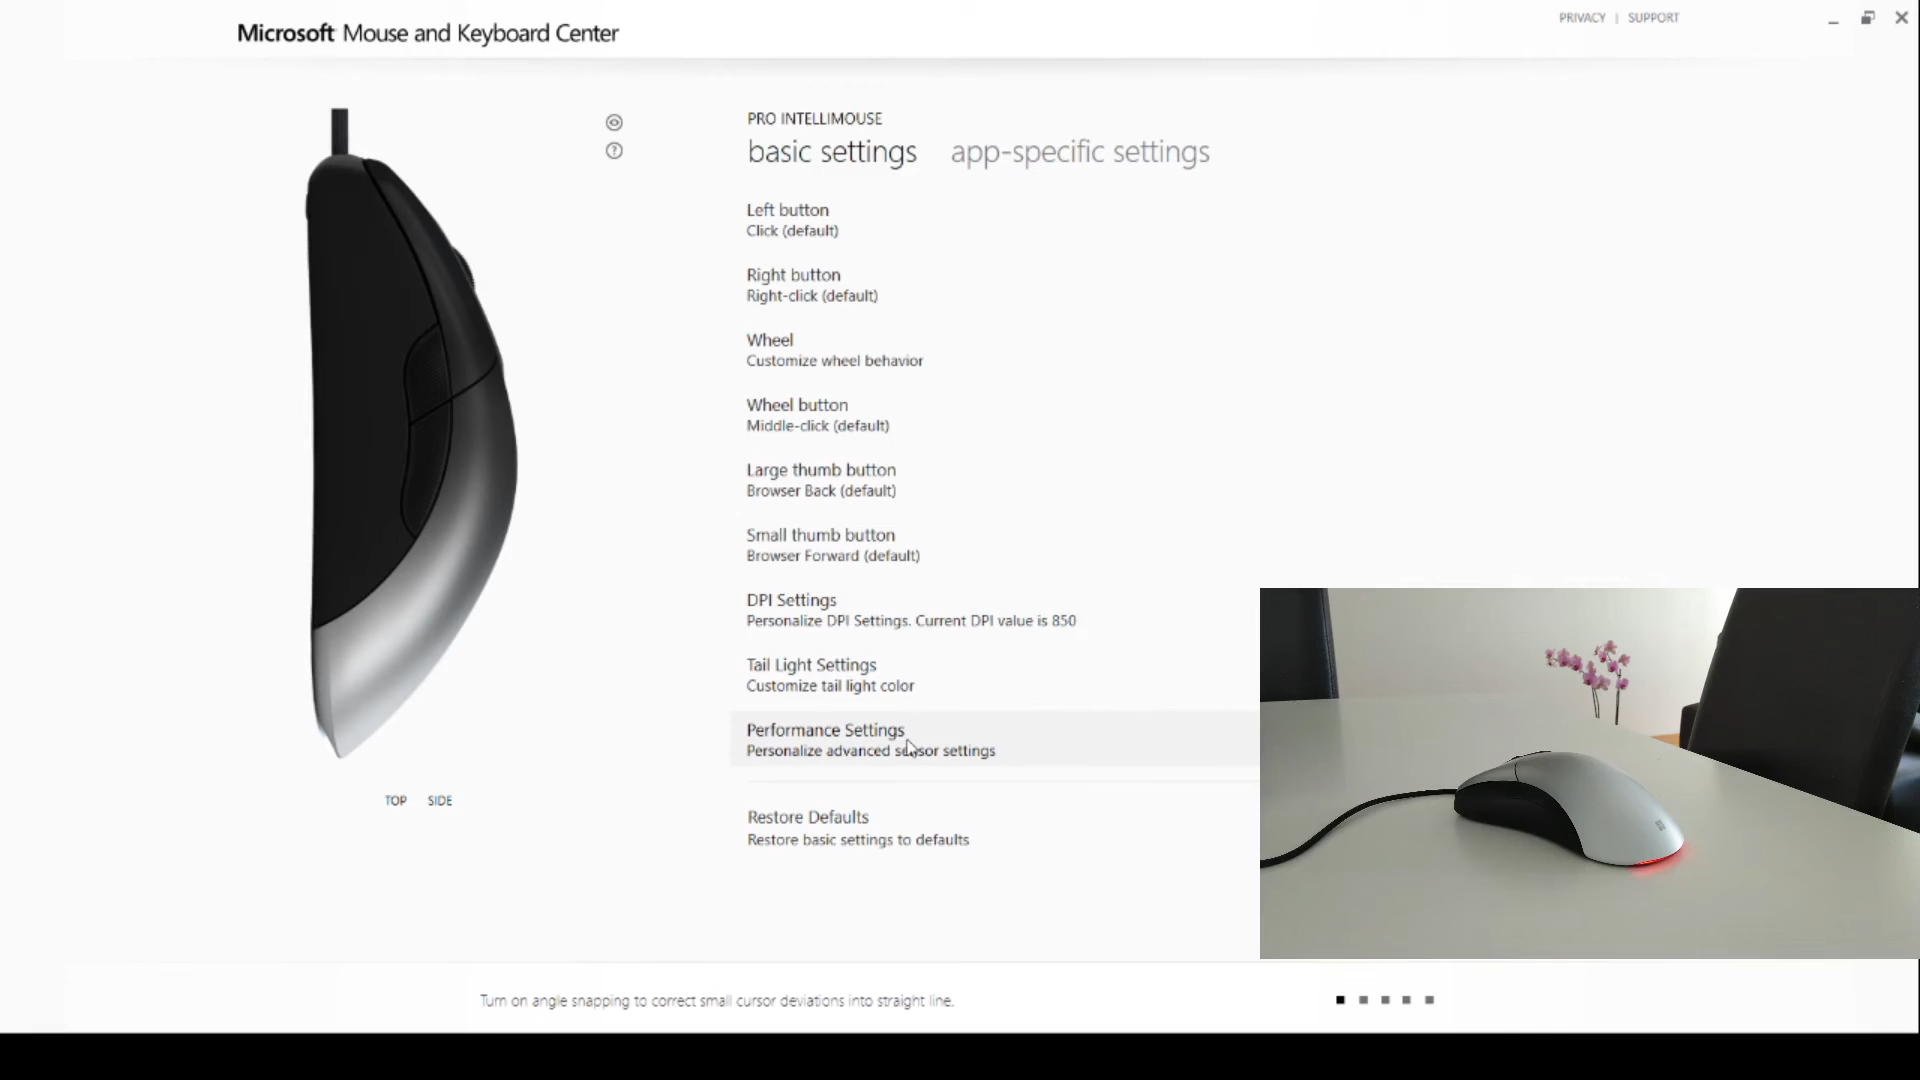 Microsoft Mouse and Keyboard Center
PRIVACY | SUPPORT
PRO INTELLIMOUSE
basic settings app-specific settings
Left button
Click (default)
Right button
Right-click (default)
Wheel
Customize wheel behavior
Wheel button
Middle-click (default)
Large thumb button
Browser Back (default)
Small thumb button
Browser Forward (default)
DPI Settings
Personalize DPI Settings. Current DPI value is 850
Tail Light Settings
Customize tail light color
Performance Settings
Personalize advanced sensor settings
TOP SIDE
Restore Defaults
Restore basic settings to defaults
Turn on angle snapping to correct small cursor deviations into straight line.